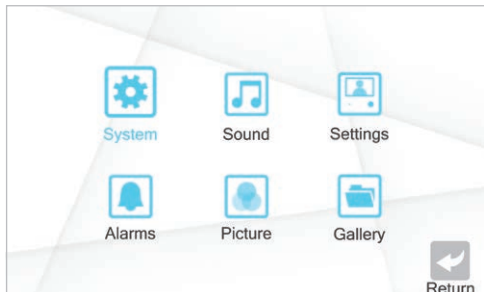 System
Sound
Settings
Alarms
Picture
Gallery
Return